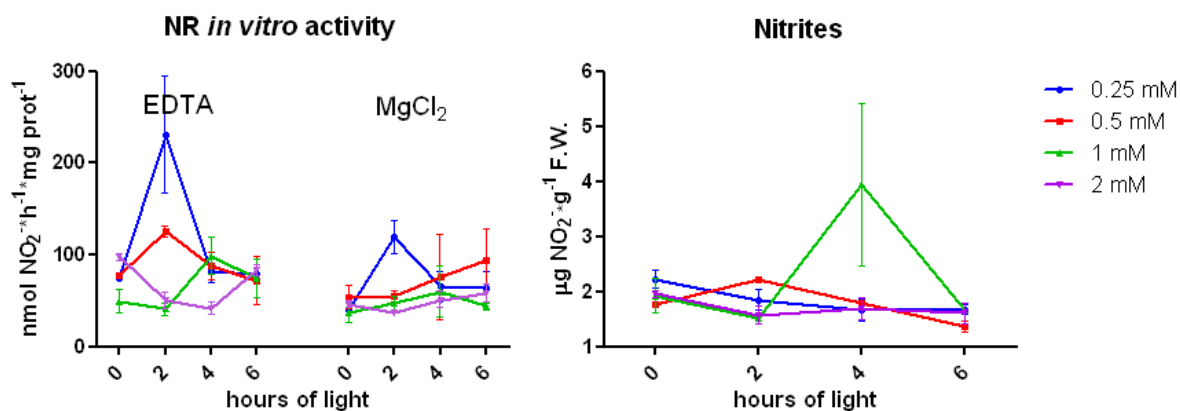 NR in vitro activity
nmol NO₂⁻*h⁻¹*mg prot⁻¹
300
200
100
0
EDTA
MgCl₂
0 2 4 6 0 2 4 6
hours of light
Nitrites
µg NO₂⁻*g⁻¹ F.W.
6
5
4
3
2
1
0 2 4 6
hours of light
0.25 mM
0.5 mM
1 mM
2 mM